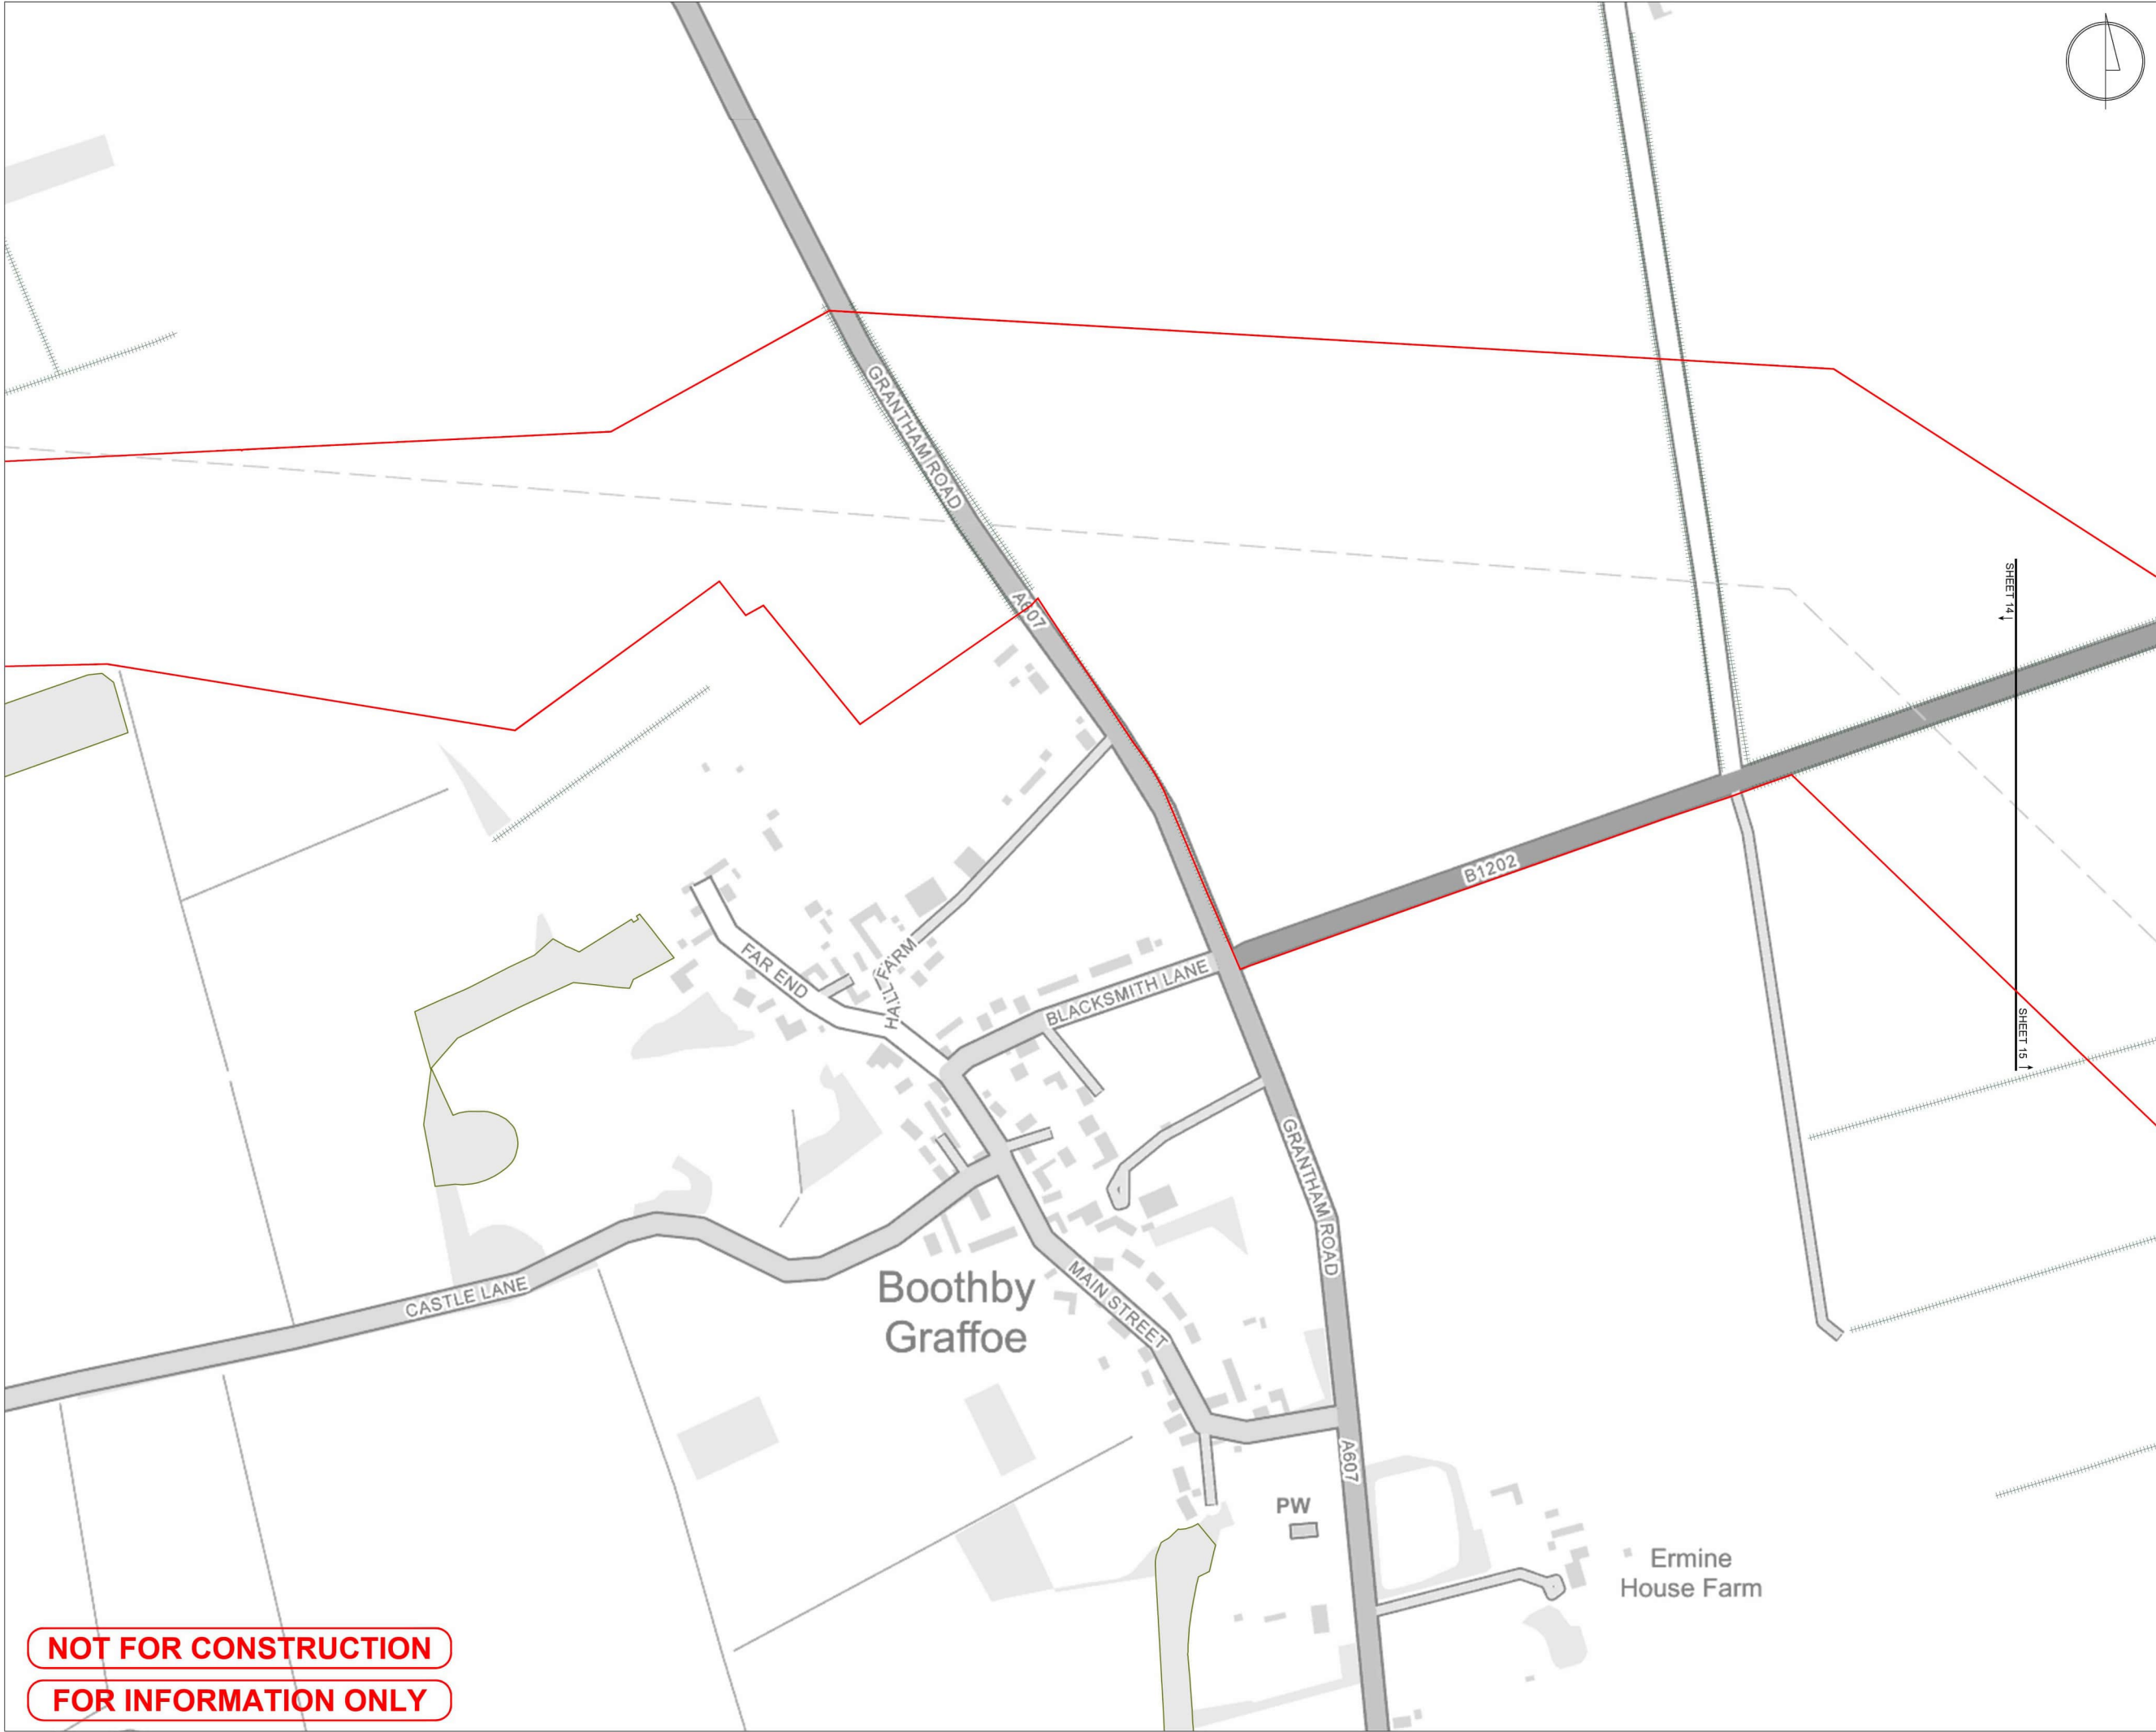 GRANTHAM ROAD
A607
SHEET 14
B1202
FAR END
HALL FARM
BLACKSMITH LANE
SHEET 15
GRANTHAM ROAD
CASTLE LANE
Boothby
Graffoe
MAIN STREET
A607
PW
Ermine
House Farm
NOT FOR CONSTRUCTION
FOR INFORMATION ONLY